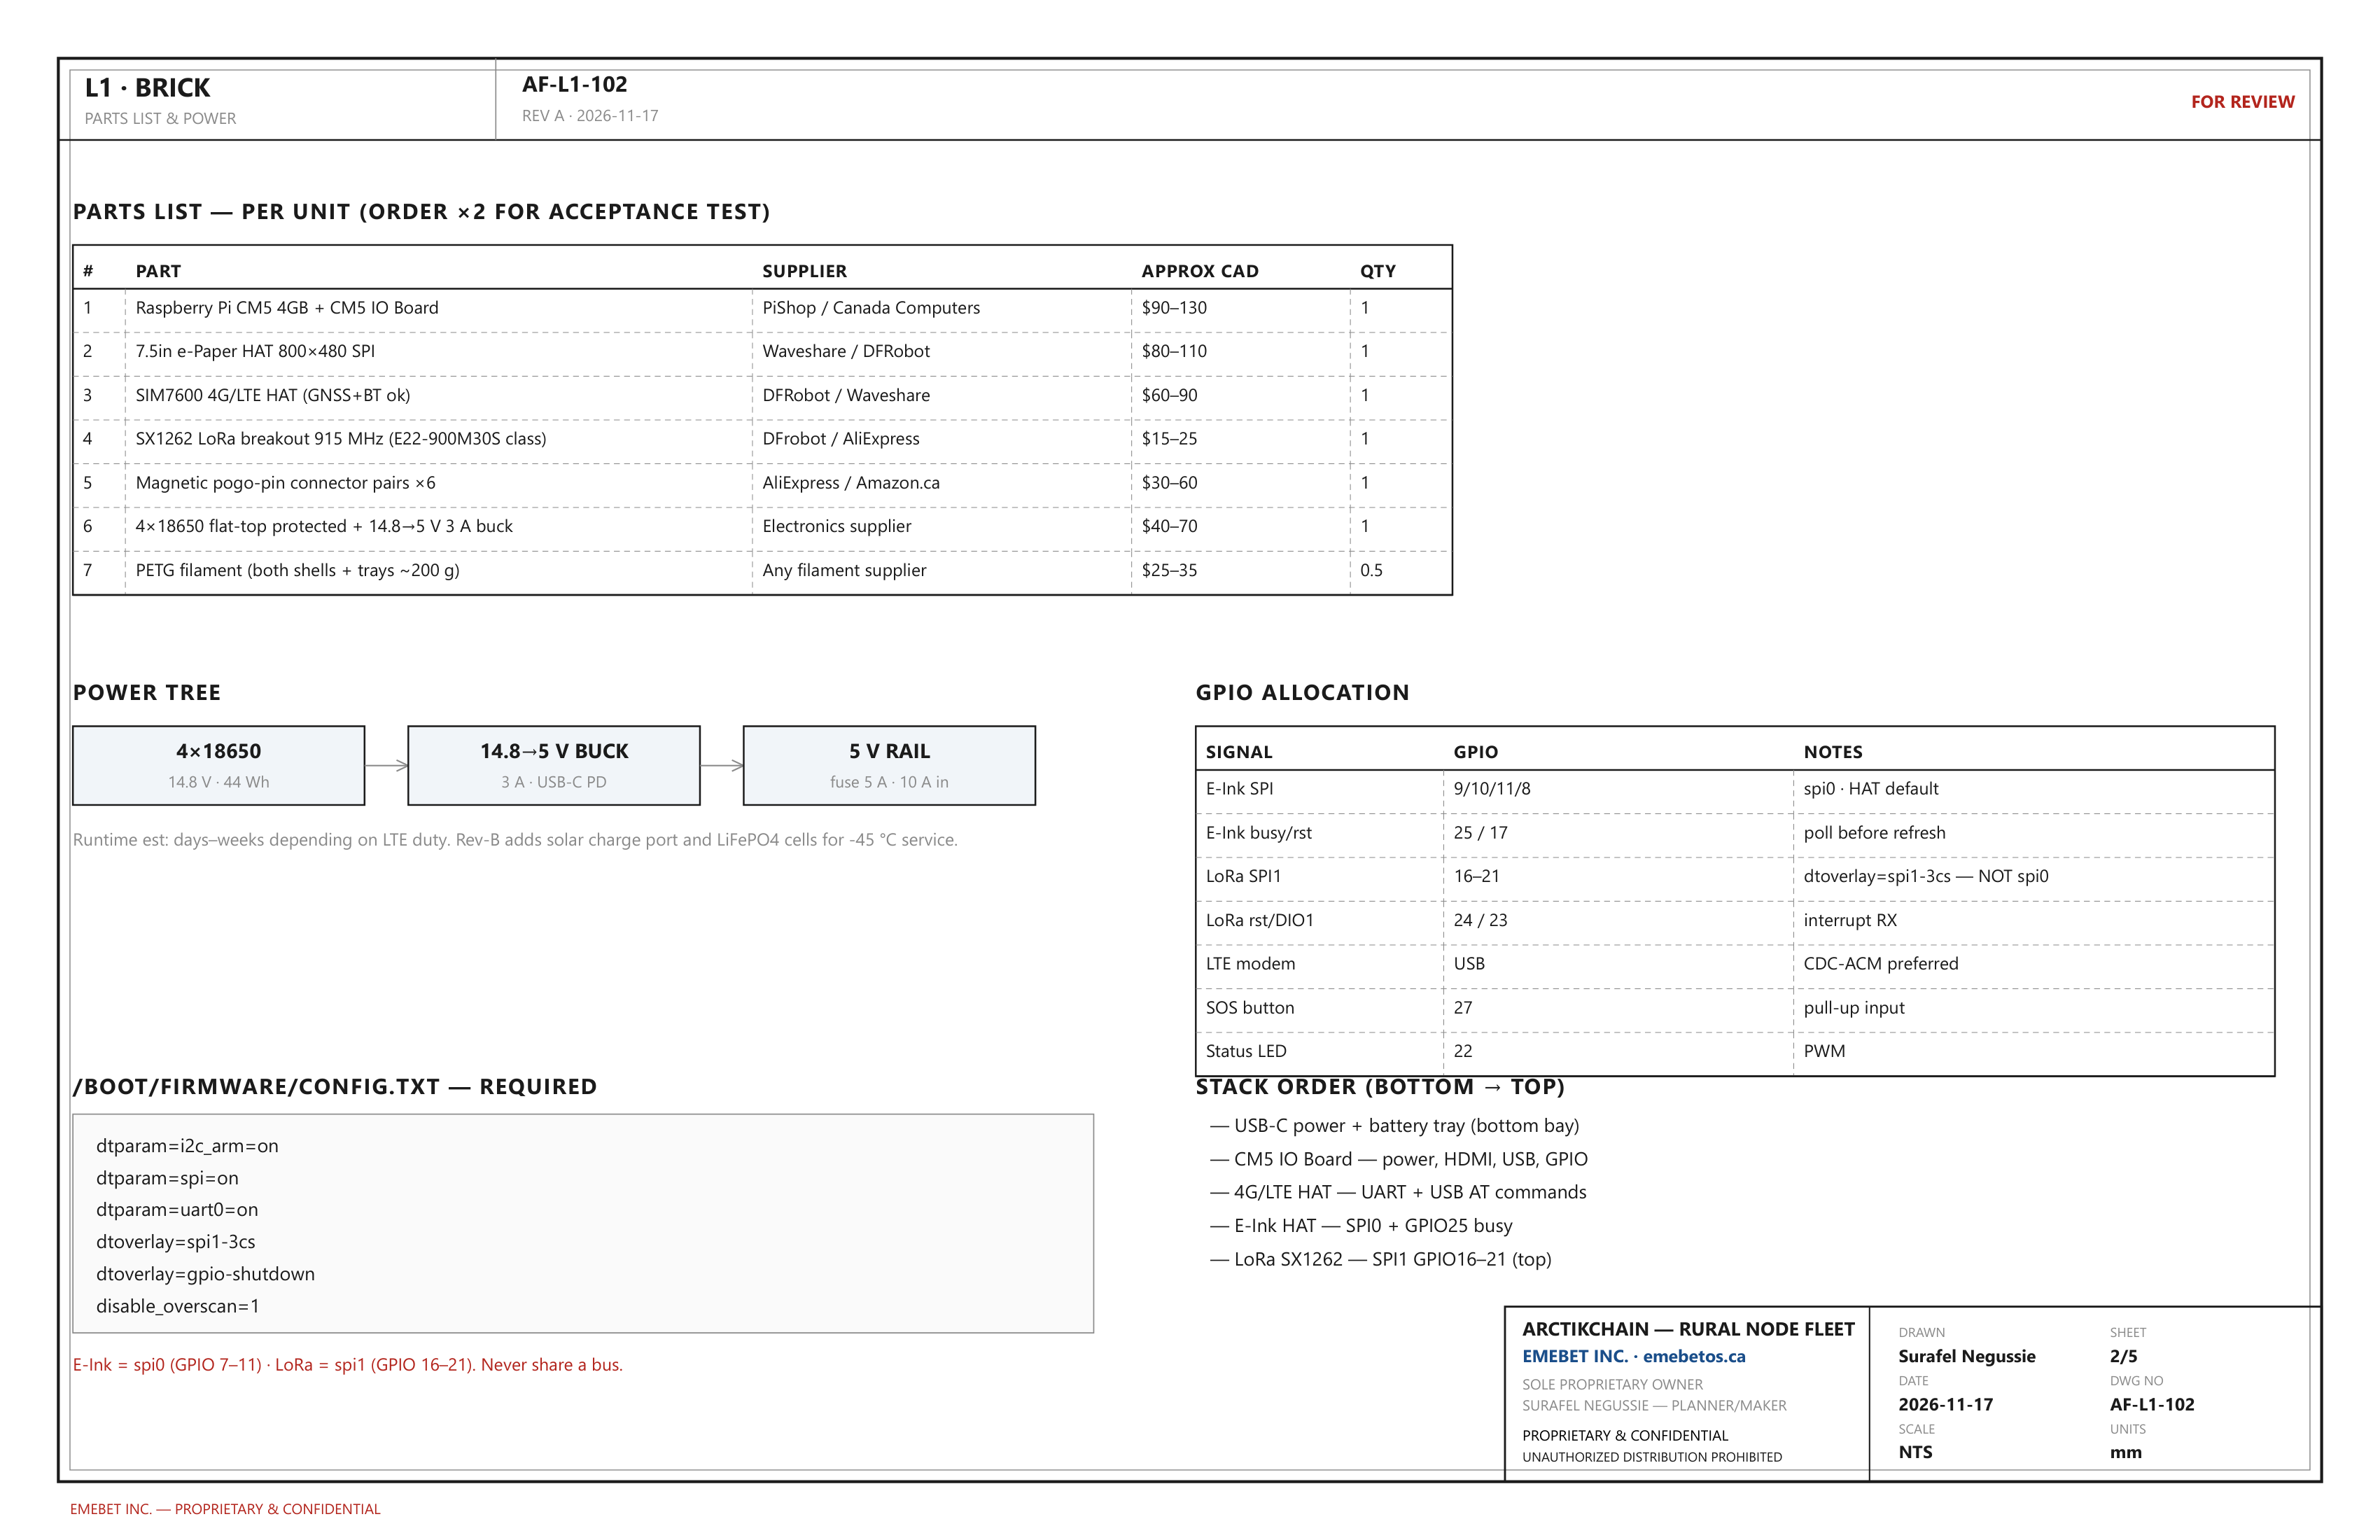 L1 · BRICK
PARTS LIST & POWER
AF-L1-102
REV A · 2026-11-17
FOR REVIEW
PARTS LIST — PER UNIT (ORDER ×2 FOR ACCEPTANCE TEST)
# PART SUPPLIER APPROX CAD QTY
1 Raspberry Pi CM5 4GB + CM5 IO Board PiShop / Canada Computers $90–130 1
2 7.5in e-Paper HAT 800×480 SPI Waveshare / DFRobot $80–110 1
3 SIM7600 4G/LTE HAT (GNSS+BT ok) DFRobot / Waveshare $60–90 1
4 SX1262 LoRa breakout 915 MHz (E22-900M30S class) DFrobot / AliExpress $15–25 1
5 Magnetic pogo-pin connector pairs ×6 AliExpress / Amazon.ca $30–60 1
6 4×18650 flat-top protected + 14.8→5 V 3 A buck Electronics supplier $40–70 1
7 PETG filament (both shells + trays ~200 g) Any filament supplier $25–35 0.5
POWER TREE
4×18650
14.8 V · 44 Wh
14.8→5 V BUCK
3 A · USB-C PD
5 V RAIL
fuse 5 A · 10 A in
Runtime est: days–weeks depending on LTE duty. Rev-B adds solar charge port and LiFePO4 cells for -45 °C service.
GPIO ALLOCATION
SIGNAL GPIO NOTES
E-Ink SPI 9/10/11/8 spi0 · HAT default
E-Ink busy/rst 25 / 17 poll before refresh
LoRa SPI1 16–21 dtoverlay=spi1-3cs — NOT spi0
LoRa rst/DIO1 24 / 23 interrupt RX
LTE modem USB CDC-ACM preferred
SOS button 27 pull-up input
Status LED 22 PWM
/BOOT/FIRMWARE/CONFIG.TXT — REQUIRED
dtparam=i2c_arm=on
dtparam=spi=on
dtparam=uart0=on
dtoverlay=spi1-3cs
dtoverlay=gpio-shutdown
disable_overscan=1
E-Ink = spi0 (GPIO 7–11) · LoRa = spi1 (GPIO 16–21). Never share a bus.
STACK ORDER (BOTTOM → TOP)
— USB-C power + battery tray (bottom bay)
— CM5 IO Board — power, HDMI, USB, GPIO
— 4G/LTE HAT — UART + USB AT commands
— E-Ink HAT — SPI0 + GPIO25 busy
— LoRa SX1262 — SPI1 GPIO16–21 (top)
ARCTIKCHAIN — RURAL NODE FLEET
EMEBET INC. · emebetos.ca
SOLE PROPRIETARY OWNER
SURAFEL NEGUSSIE — PLANNER/MAKER
PROPRIETARY & CONFIDENTIAL
UNAUTHORIZED DISTRIBUTION PROHIBITED
DRAWN SHEET
Surafel Negussie 2/5
DATE DWG NO
2026-11-17 AF-L1-102
SCALE UNITS
NTS mm
EMEBET INC. — PROPRIETARY & CONFIDENTIAL